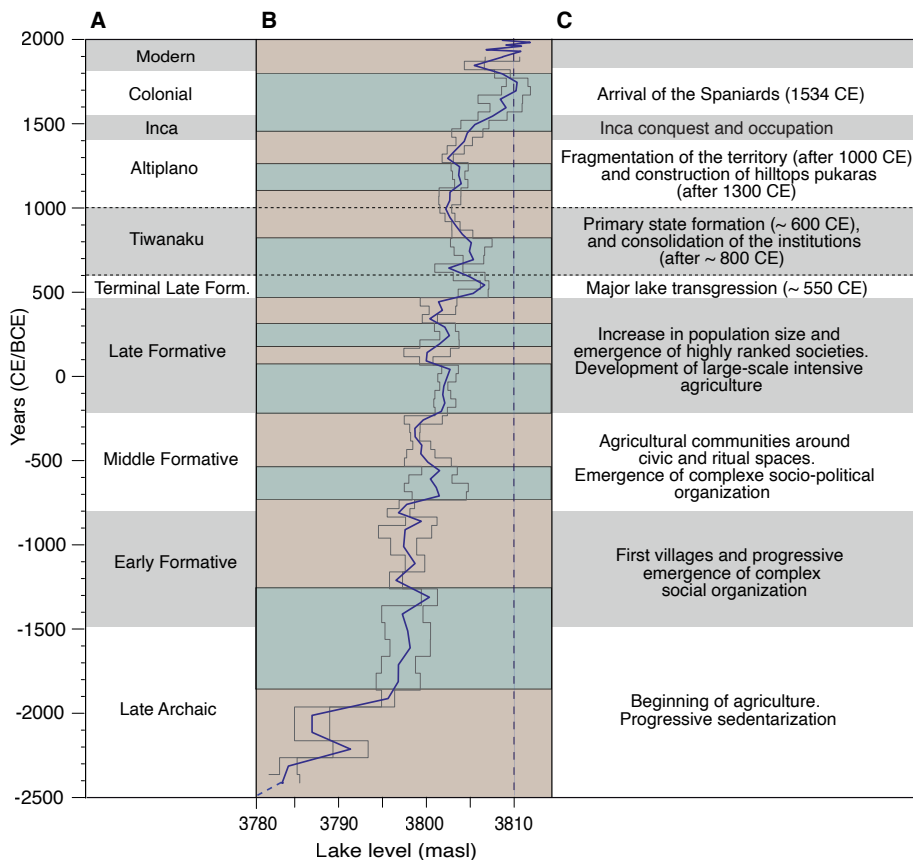 A
B
C
2000
1500
1000
500
0
-500
-1000
-1500
-2000
-2500
Years (CE/BCE)
Modern
Colonial
Inca
Altiplano
Tiwanaku
Terminal Late Form.
Late Formative
Middle Formative
Early Formative
Late Archaic
Arrival of the Spaniards (1534 CE)
Inca conquest and occupation
Fragmentation of the territory (after 1000 CE)
and construction of hilltops pukaras
(after 1300 CE)
Primary state formation (~ 600 CE),
and consolidation of the institutions
(after ~ 800 CE)
Major lake transgression (~ 550 CE)
Increase in population size and
emergence of highly ranked societies.
Development of large-scale intensive
agriculture
Agricultural communities around
civic and ritual spaces.
Emergence of complexe socio-political
organization
First villages and progressive
emergence of complex
social organization
Beginning of agriculture.
Progressive sedentarization
3780
3790
3800
3810
Lake level (masl)